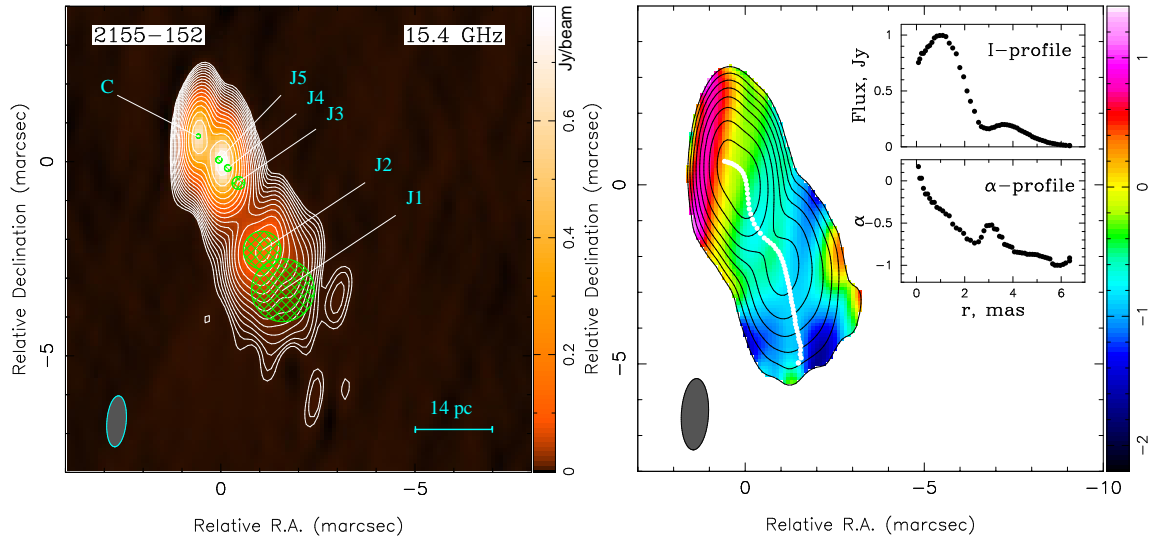 2155−152
15.4 GHz
C
J5
J4
J3
J2
J1
14 pc
0
−5
Relative Declination (marcsec)
0
−5
Relative R.A. (marcsec)
Jy/beam
0.6
0.4
0.2
0
I−profile
Flux, Jy
1
0.5
0
α−profile
α
0
−0.5
−1
0
2
4
6
r, mas
0
−5
Relative Declination (marcsec)
0
−5
−10
Relative R.A. (marcsec)
1
0
−1
−2